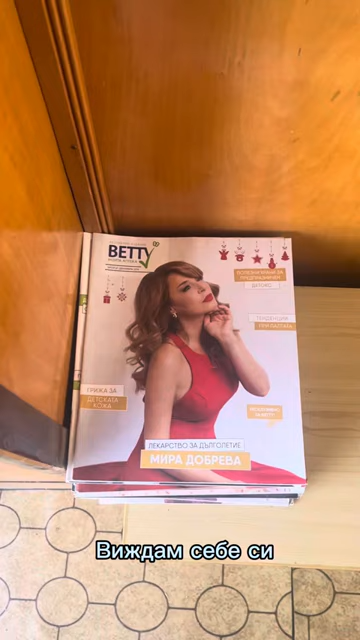 BETTY
ПОЛЕЗНИ ХРАНИ ЗА
ПРЕДПРАЗНИЧЕН
ДЕТОКС
ТЕНДЕНЦИИ
ПРИ ПАЛТАТА
ГРИЖА ЗА
ДЕТСКАТА
КОЖА
ЛЕКАРСТВО ЗА ДЪЛГОЛЕТИЕ
МИРА ДОБРЕВА
Виждам себе си